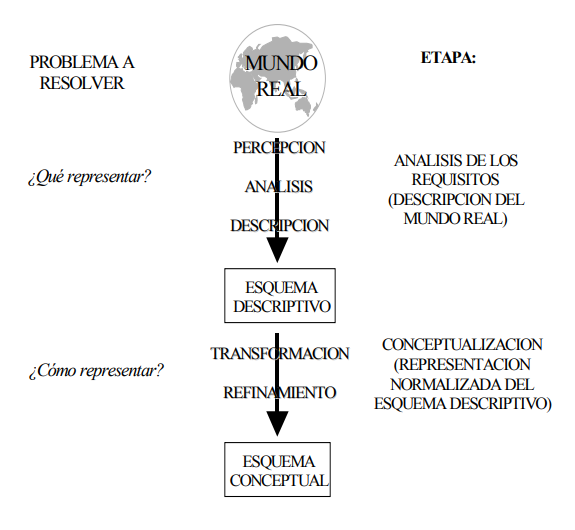 PROBLEMA A
RESOLVER
MUNDO
REAL
ETAPA:
¿Qué representar?
PERCEPCION
ANALISIS
DESCRIPCION
ANALISIS DE LOS
REQUISITOS
(DESCRIPCION DEL
MUNDO REAL)
ESQUEMA
DESCRIPTIVO
¿Cómo representar?
TRANSFORMACION
REFINAMIENTO
CONCEPTUALIZACION
(REPRESENTACION
NORMALIZADA DEL
ESQUEMA DESCRIPTIVO)
ESQUEMA
CONCEPTUAL